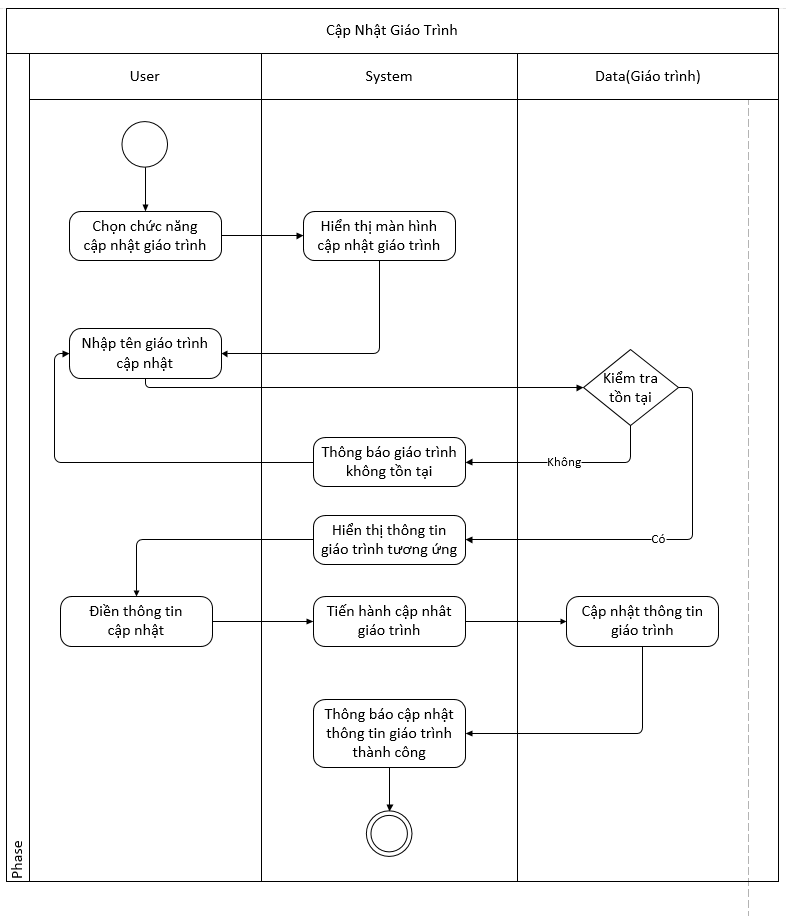 Cập Nhật Giáo Trình
User
System
Data(Giáo trình)
Chọn chức năng
cập nhật giáo trình
Hiển thị màn hình
cập nhật giáo trình
Nhập tên giáo trình
cập nhật
Kiểm tra
tồn tại
Thông báo giáo trình
không tồn tại
Không
Hiển thị thông tin
giáo trình tương ứng
Có
Điền thông tin
cập nhật
Tiến hành cập nhât
giáo trình
Cập nhật thông tin
giáo trình
Thông báo cập nhật
thông tin giáo trình
thành công
Phase